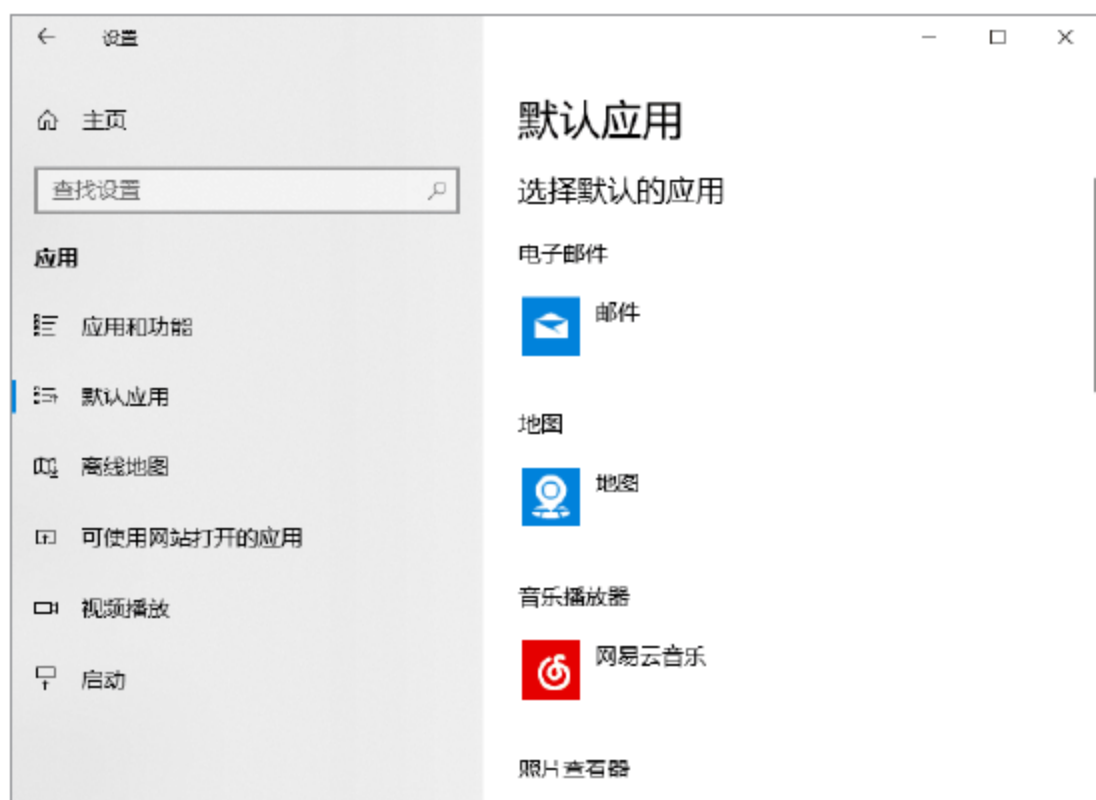 设置
主页
查找设置
应用
应用和功能
默认应用
离线地图
可使用网站打开的应用
视频播放
启动
默认应用
选择默认的应用
电子邮件
邮件
地图
地图
音乐播放器
网易云音乐
照片查看器